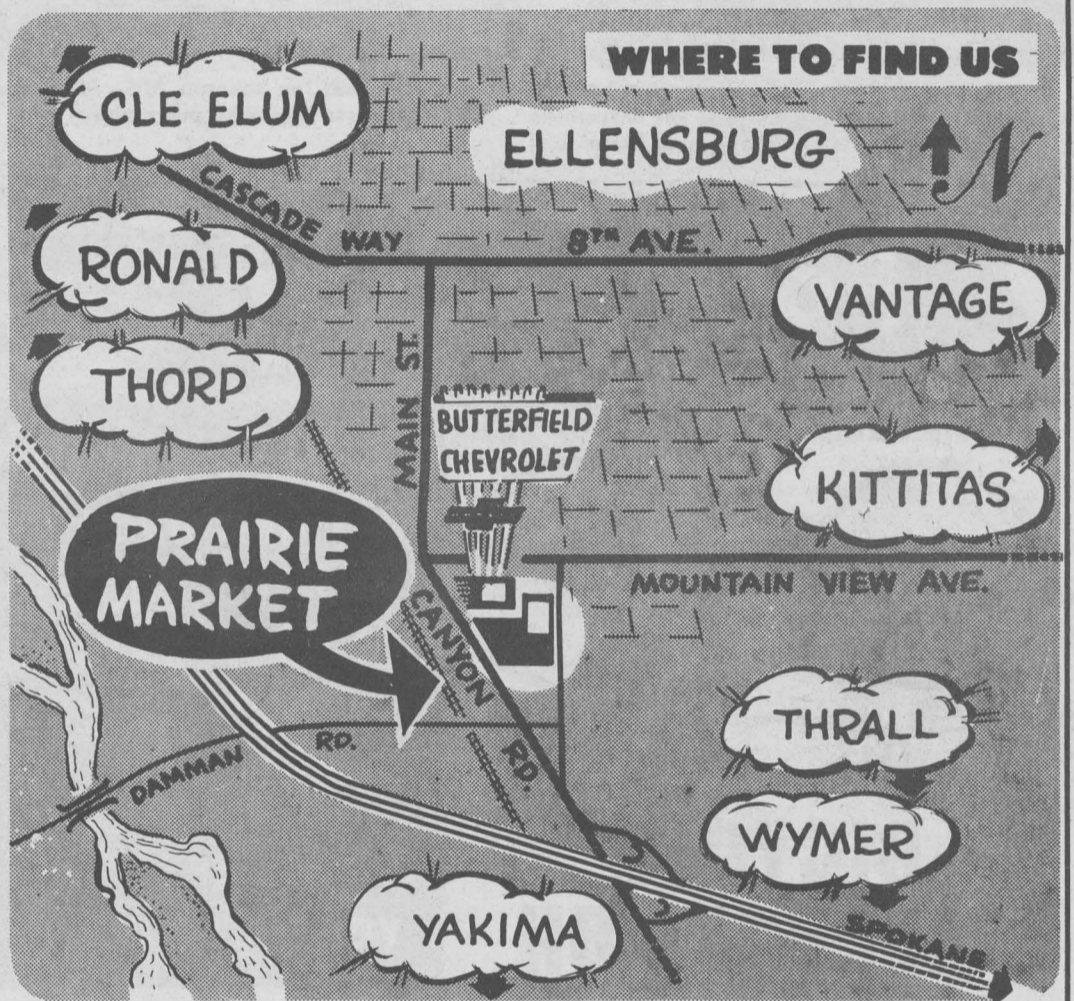 WHERE TO FIND US
CLE ELUM
ELLENSBURG
N
CASCADE WAY
8TH AVE.
RONALD
VANTAGE
THORP
MAIN ST.
BUTTERFIELD
CHEVROLET
KITTITAS
PRAIRIE
MARKET
MOUNTAIN VIEW AVE.
CANYON RD.
THRALL
DAMMAN RD.
WYMER
YAKIMA
SPOKANE